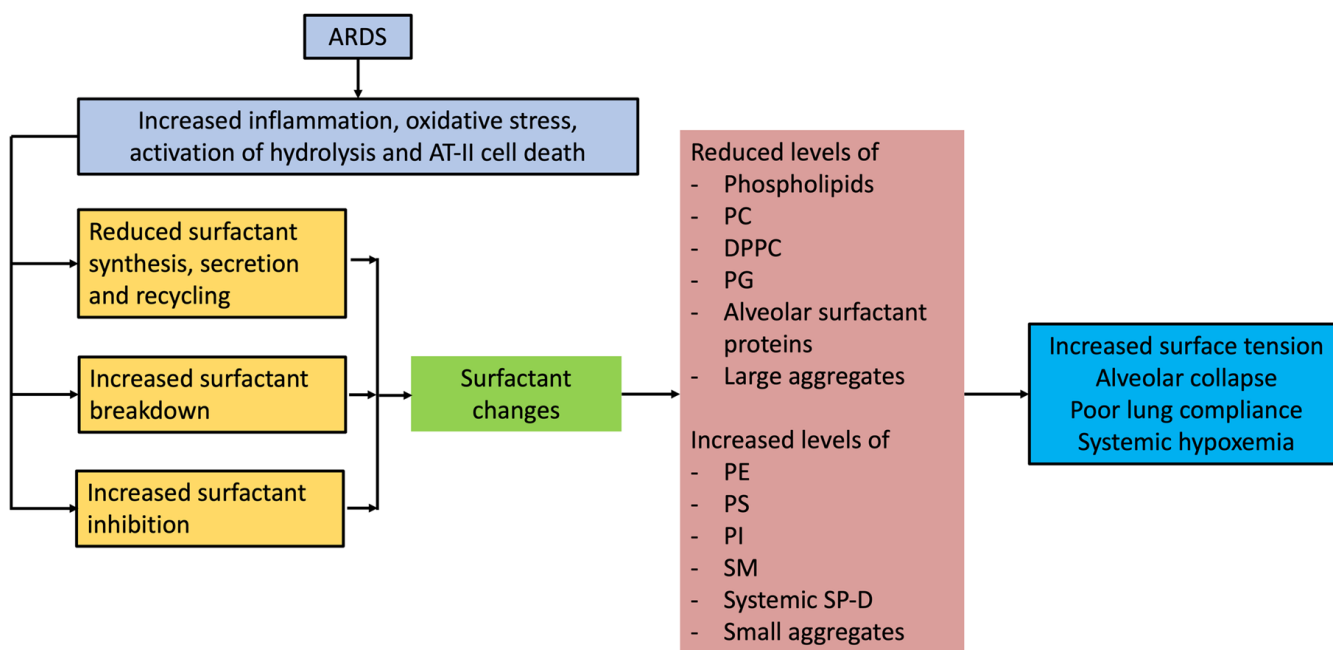 ARDS
Increased inflammation, oxidative stress,
activation of hydrolysis and AT-II cell death
Reduced surfactant
synthesis, secretion
and recycling
Increased surfactant
breakdown
Increased surfactant
inhibition
Surfactant
changes
Reduced levels of
- Phospholipids
- PC
- DPPC
- PG
- Alveolar surfactant
proteins
- Large aggregates
Increased levels of
- PE
- PS
- PI
- SM
- Systemic SP-D
- Small aggregates
Increased surface tension
Alveolar collapse
Poor lung compliance
Systemic hypoxemia